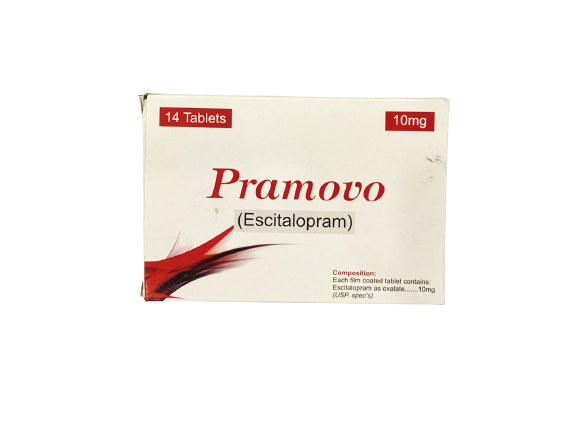 14 Tablets
10mg
Pramovo
(Escitalopram)
Composition:
Each film coated tablet contains:
Escitalopram as oxalate......10mg
(USP. spec's)